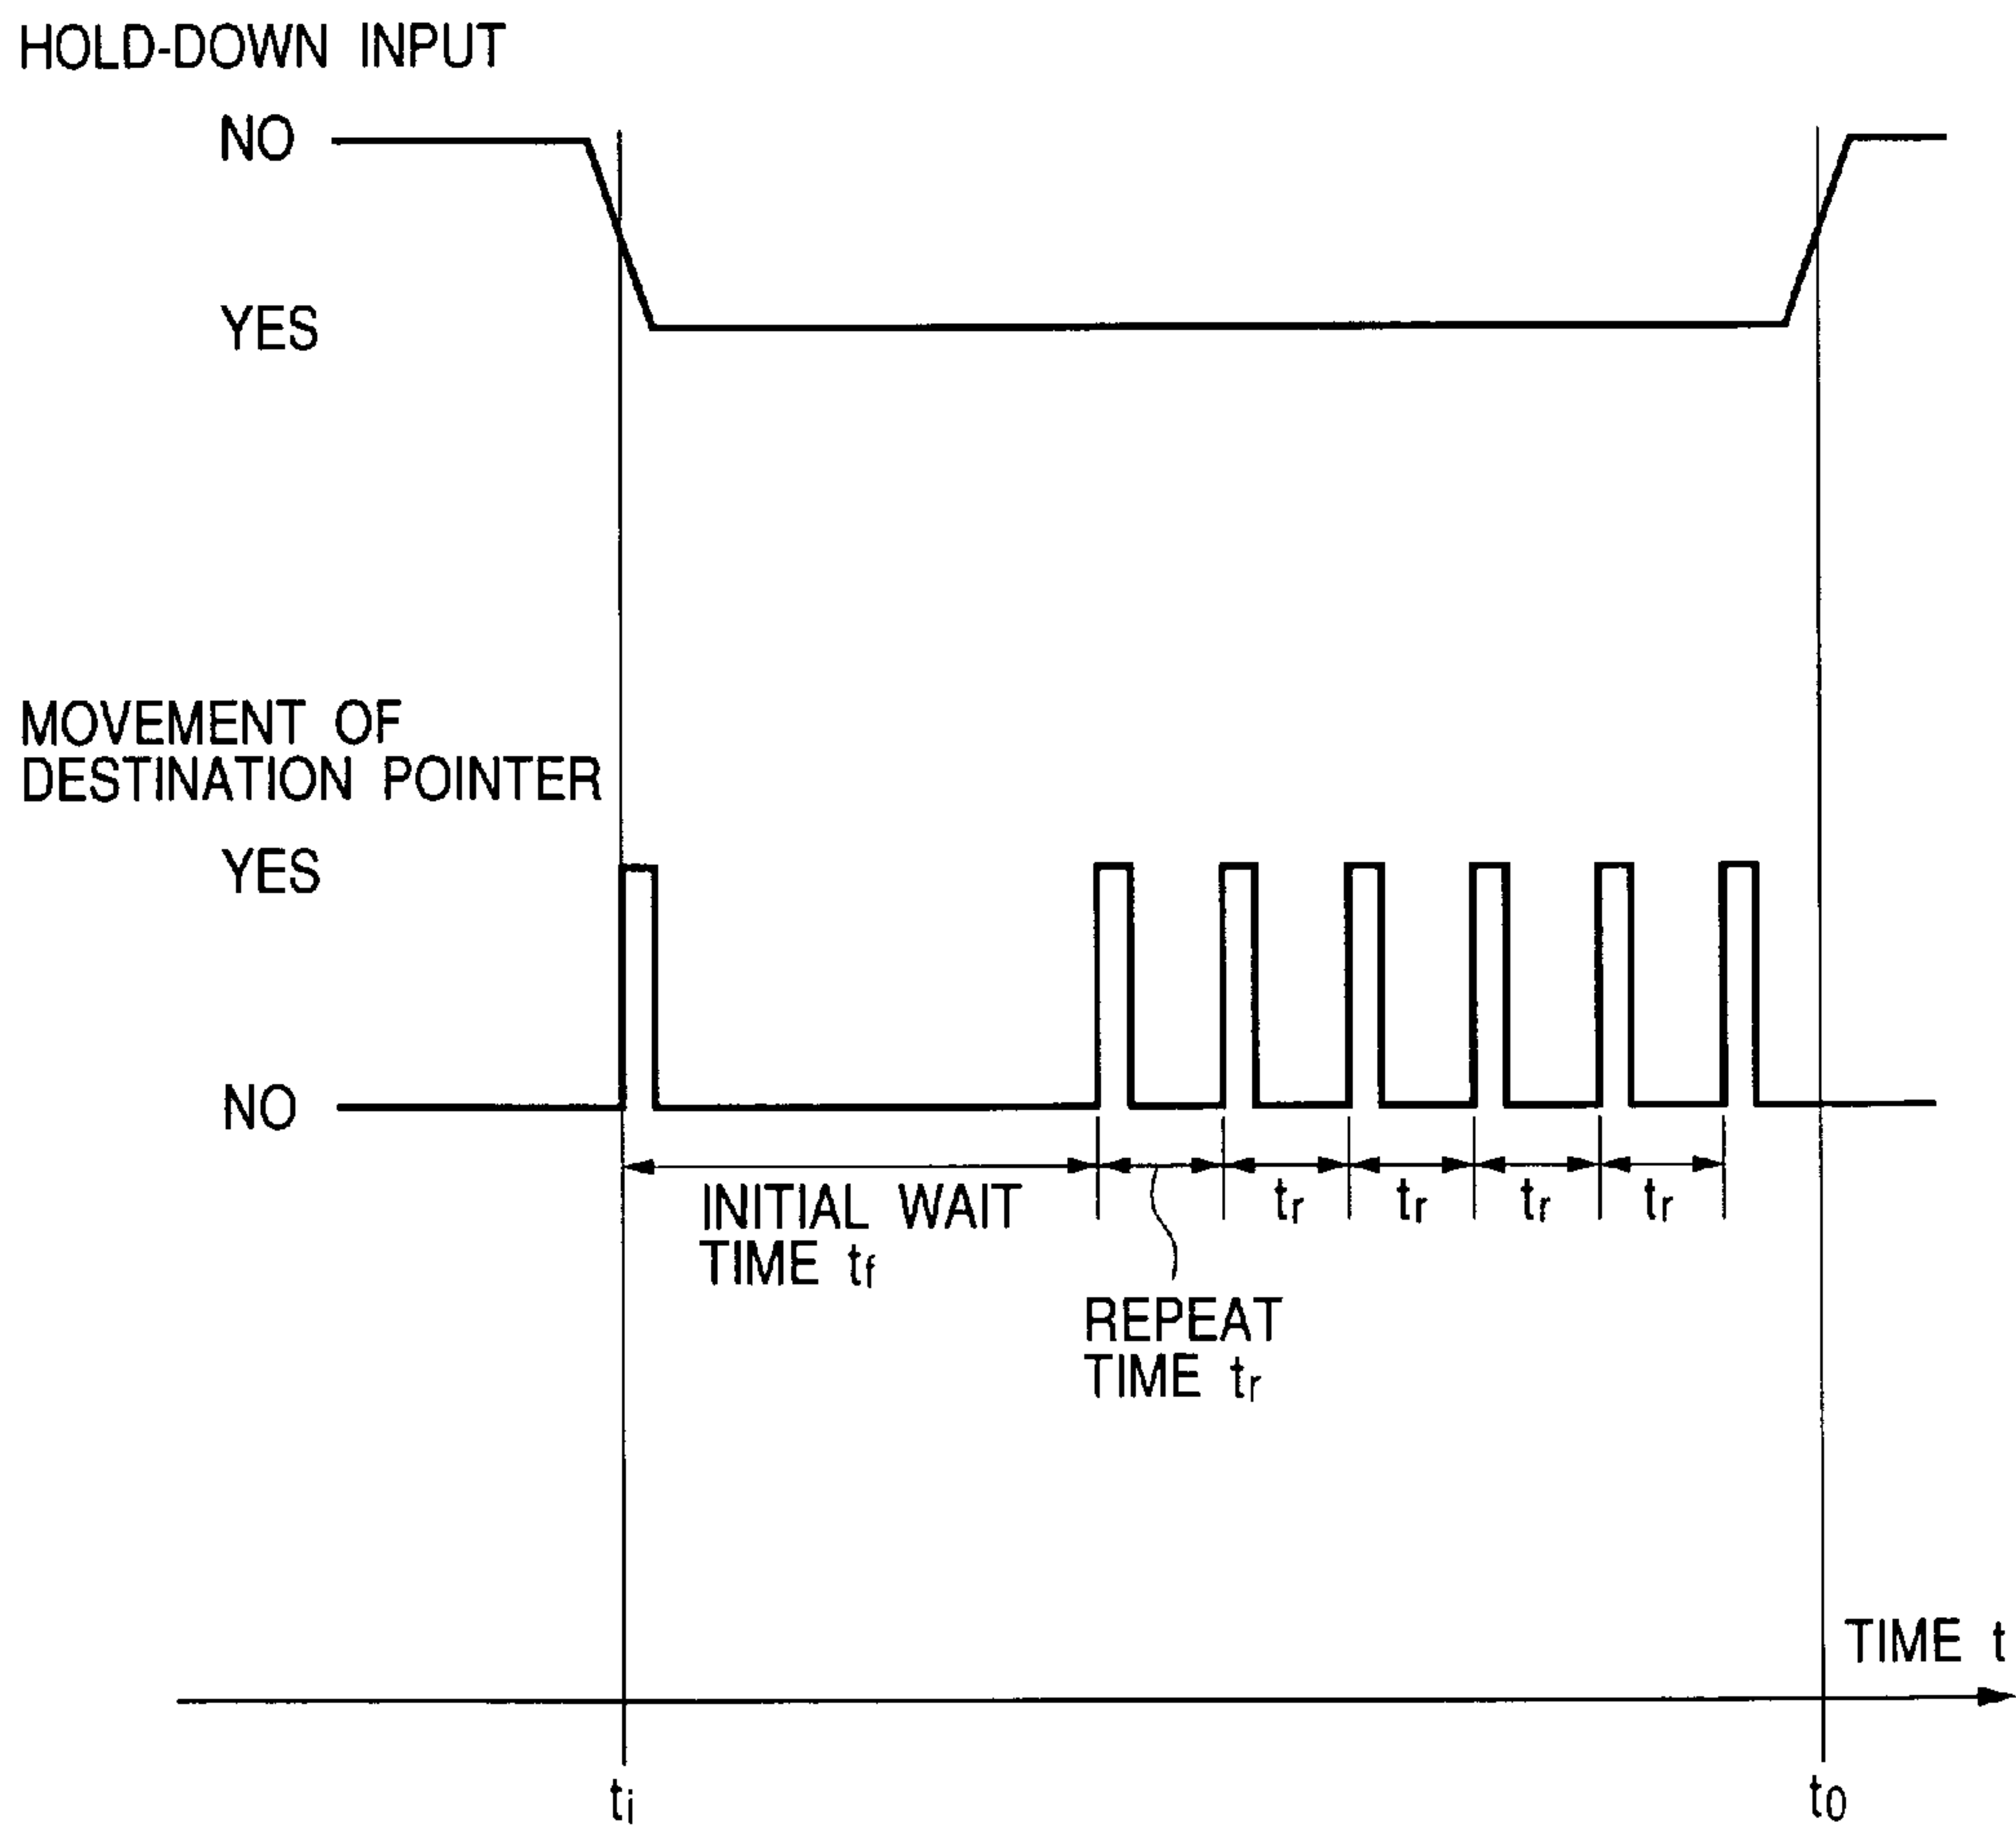 HOLD-DOWN INPUT
NO
YES
MOVEMENT OF
DESTINATION POINTER
YES
NO
INITIAL WAIT
TIME tf
tr
tr
tr
tr
REPEAT
TIME tr
TIME t
ti
t0